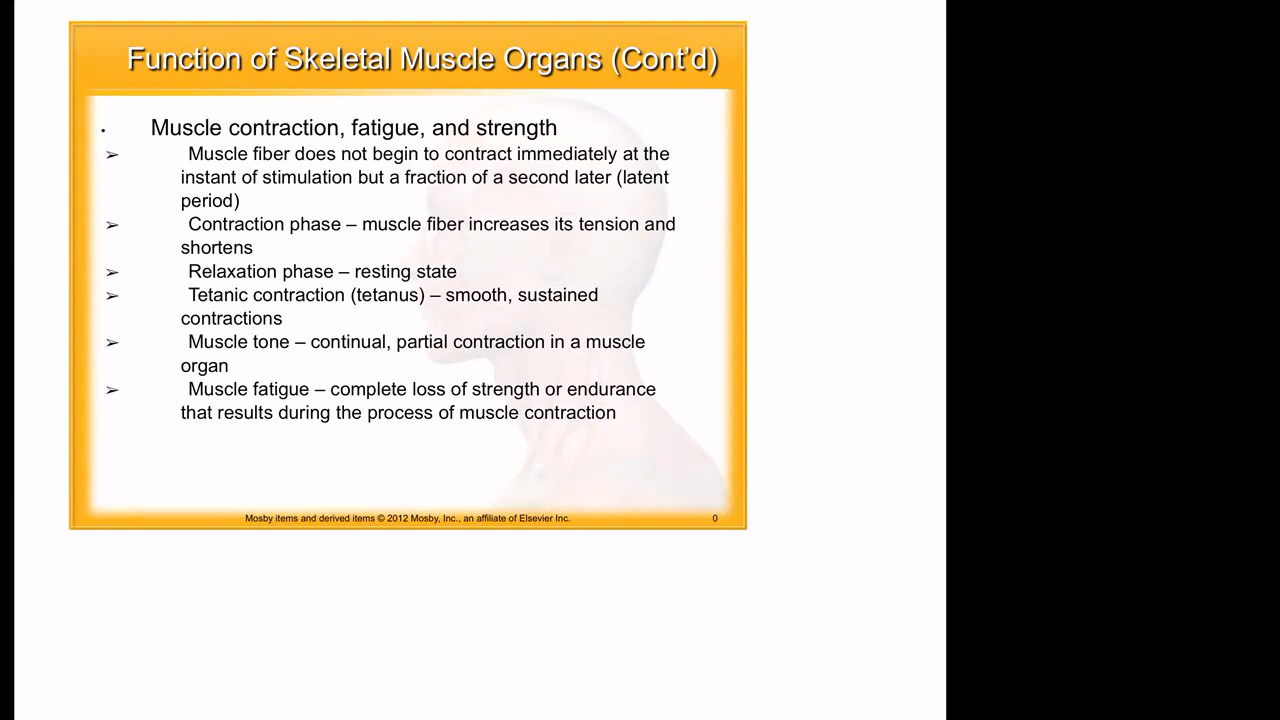 Function of Skeletal Muscle Organs (Cont’d)
• Muscle contraction, fatigue, and strength
➢ Muscle fiber does not begin to contract immediately at the
instant of stimulation but a fraction of a second later (latent
period)
➢ Contraction phase – muscle fiber increases its tension and
shortens
➢ Relaxation phase – resting state
➢ Tetanic contraction (tetanus) – smooth, sustained
contractions
➢ Muscle tone – continual, partial contraction in a muscle
organ
➢ Muscle fatigue – complete loss of strength or endurance
that results during the process of muscle contraction
Mosby items and derived items © 2012 Mosby, Inc., an affiliate of Elsevier Inc. 0